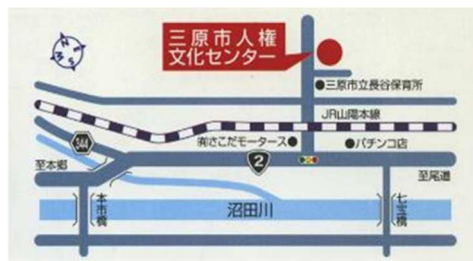 三原市人権
文化センター
三原市立長谷保育所
JR山陽本線
344
㈲さこだモータース
パチンコ店
2
至本郷
至尾道
本市橋
沼田川
七宝橋